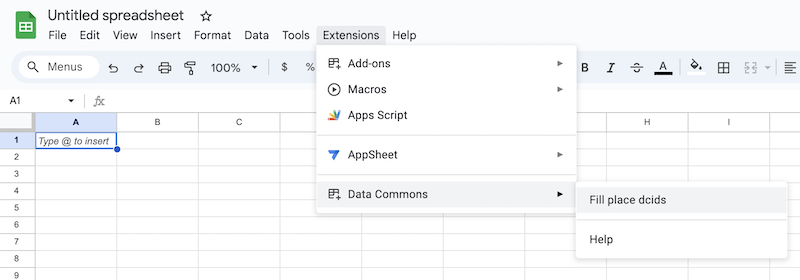 Untitled spreadsheet
File Edit View Insert Format Data Tools Extensions Help
Menus 100% $ % B I S A
A1 fx
A B C H I
1 Type @ to insert
2
3
4
5
6
7
8
9
Add-ons
Macros
Apps Script
AppSheet
Data Commons
Fill place dcids
Help